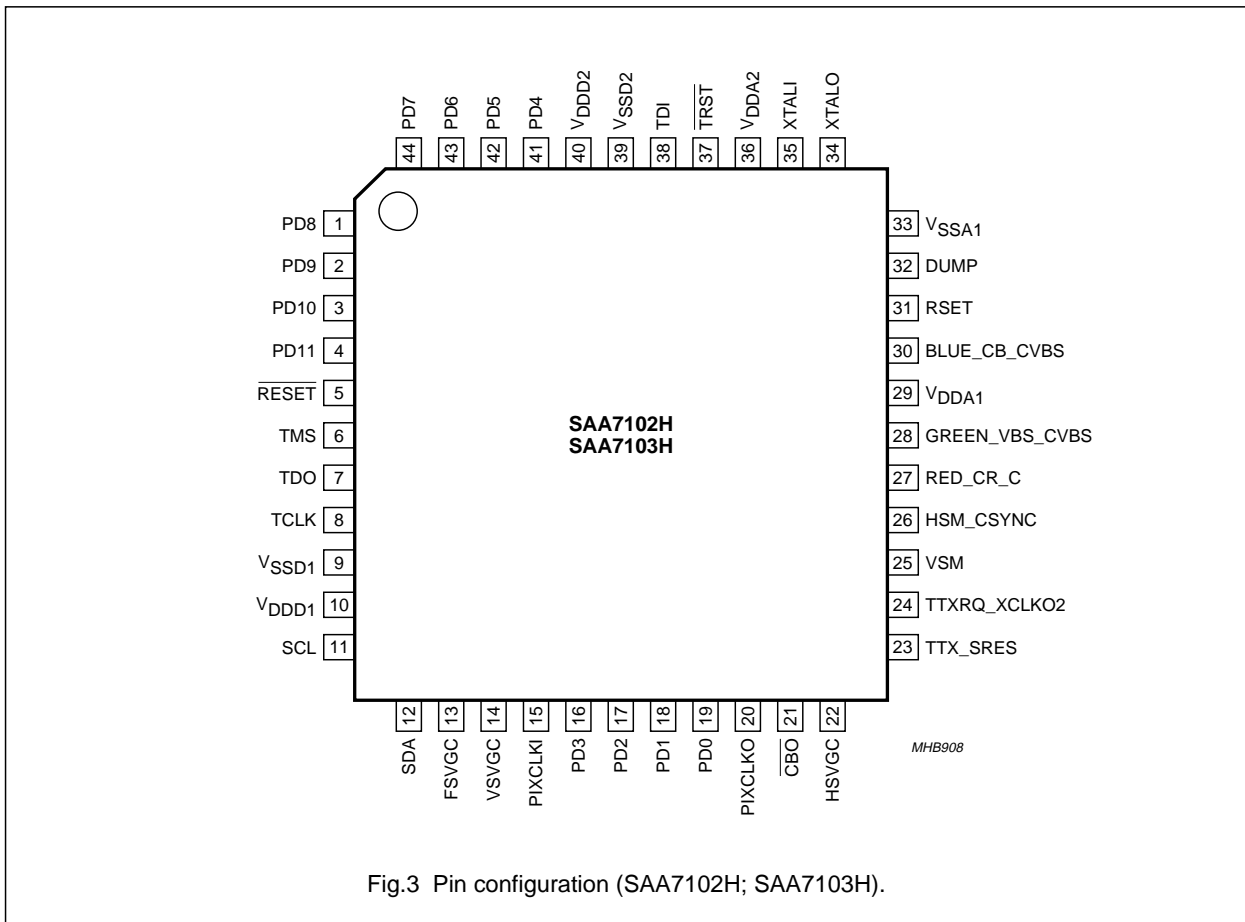 PD7 PD6 PD5 PD4 VDDD2 VSSD2 TDI TRST VDDA2 XTALI XTALO
44 43 42 41 40 39 38 37 36 35 34
PD8 1
PD9 2
PD10 3
PD11 4
RESET 5
TMS 6
TDO 7
TCLK 8
VSSD1 9
VDDD1 10
SCL 11
SAA7102H
SAA7103H
33 VSSA1
32 DUMP
31 RSET
30 BLUE_CB_CVBS
29 VDDA1
28 GREEN_VBS_CVBS
27 RED_CR_C
26 HSM_CSYNC
25 VSM
24 TTXRQ_XCLKO2
23 TTX_SRES
12 13 14 15 16 17 18 19 20 21 22
SDA FSVGC VSVGC PIXCLKI PD3 PD2 PD1 PD0 PIXCLKO CBO HSVGC
MHB908
Fig.3 Pin configuration (SAA7102H; SAA7103H).